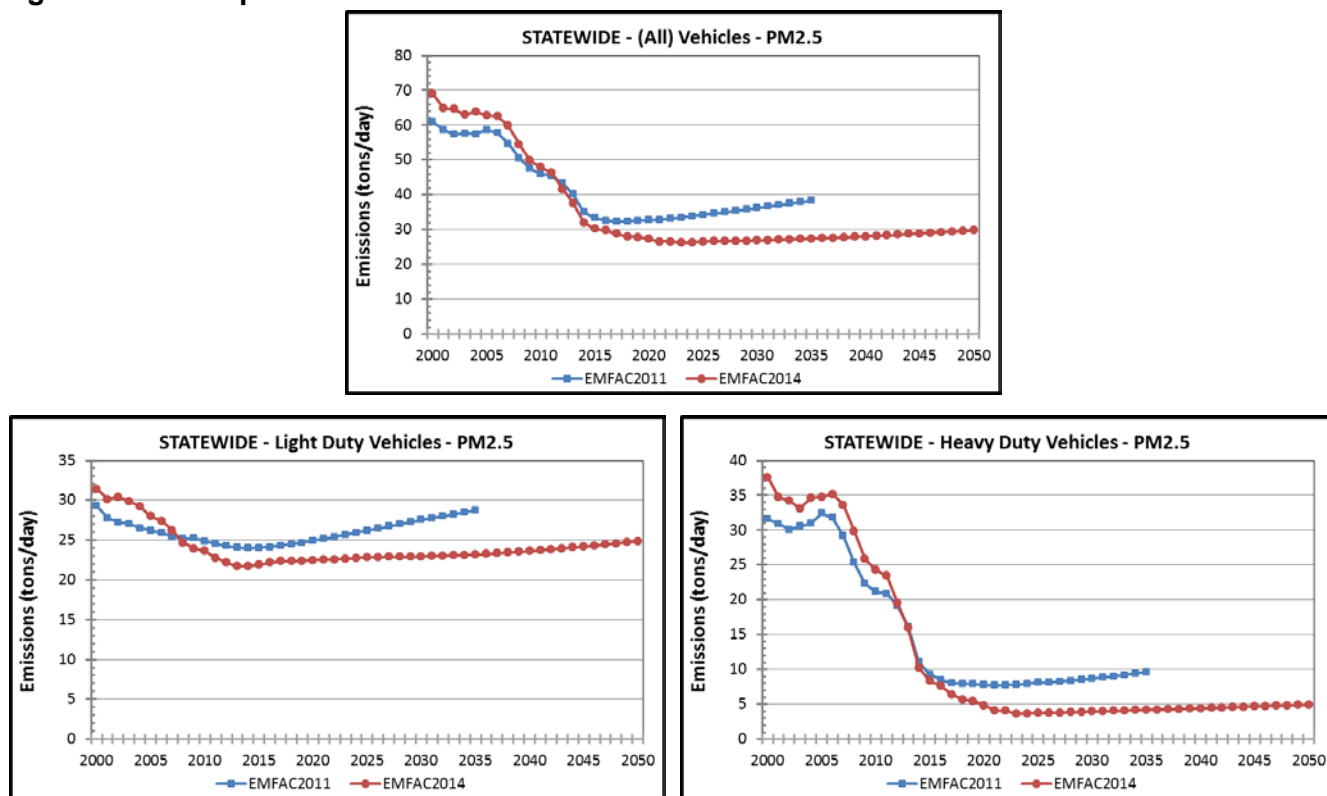 STATEWIDE - (All) Vehicles - PM2.5
Emissions (tons/day)
80
70
60
50
40
30
20
10
0
2000 2005 2010 2015 2020 2025 2030 2035 2040 2045 2050
EMFAC2011 EMFAC2014
STATEWIDE - Light Duty Vehicles - PM2.5
Emissions (tons/day)
35
30
25
20
15
10
5
0
2000 2005 2010 2015 2020 2025 2030 2035 2040 2045 2050
EMFAC2011 EMFAC2014
STATEWIDE - Heavy Duty Vehicles - PM2.5
Emissions (tons/day)
40
35
30
25
20
15
10
5
0
2000 2005 2010 2015 2020 2025 2030 2035 2040 2045 2050
EMFAC2011 EMFAC2014